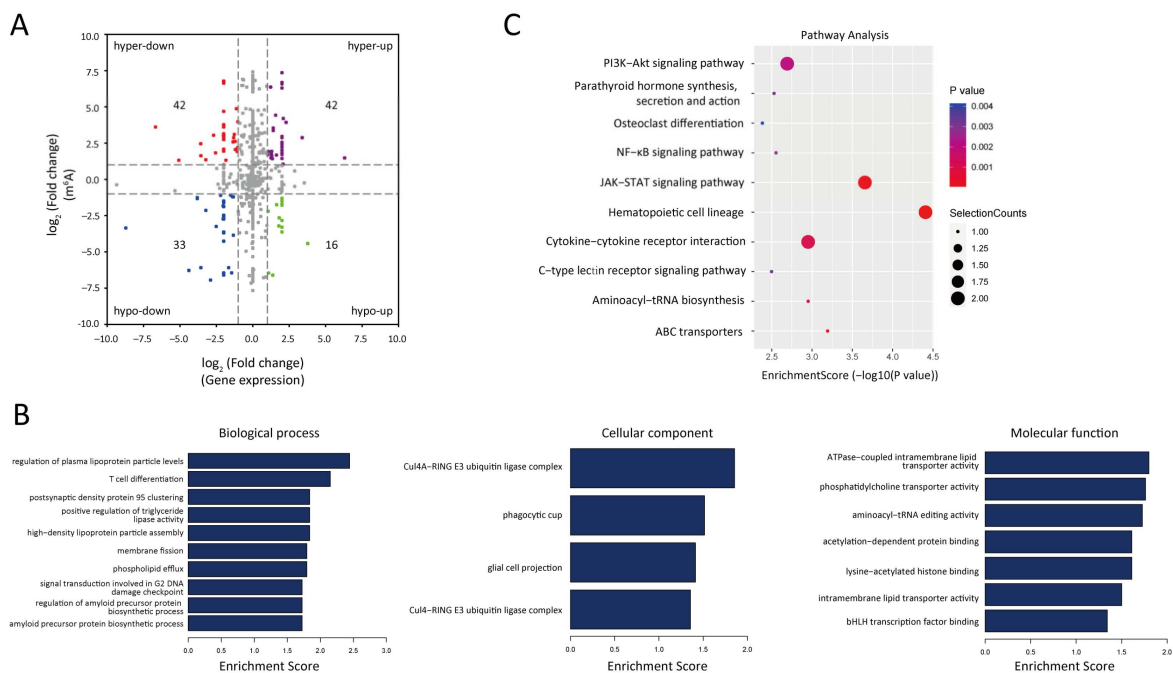 A
hyper-down
hyper-up
10.0
7.5
5.0
2.5
0.0
−2.5
−5.0
−7.5
−10.0
42
42
33
16
hypo-down
hypo-up
−10.0
−7.5
−5.0
−2.5
0.0
2.5
5.0
7.5
10.0
log2 (Fold change)
(m6A)
log2 (Fold change)
(Gene expression)
C
Pathway Analysis
PI3K−Akt signaling pathway
Parathyroid hormone synthesis,
secretion and action
Osteoclast differentiation
NF−κB signaling pathway
JAK−STAT signaling pathway
Hematopoietic cell lineage
Cytokine−cytokine receptor interaction
C−type lectin receptor signaling pathway
Aminoacyl−tRNA biosynthesis
ABC transporters
2.5
3.0
3.5
4.0
4.5
EnrichmentScore (−log10(P value))
P value
0.004
0.003
0.002
0.001
SelectionCounts
1.00
1.25
1.50
1.75
2.00
B
Biological process
regulation of plasma lipoprotein particle levels
T cell differentiation
postsynaptic density protein 95 clustering
positive regulation of triglyceride
lipase activity
high−density lipoprotein particle assembly
membrane fission
phospholipid efflux
signal transduction involved in G2 DNA
damage checkpoint
regulation of amyloid precursor protein
biosynthetic process
amyloid precursor protein biosynthetic process
0.0
0.5
1.0
1.5
2.0
2.5
3.0
Enrichment Score
Cellular component
Cul4A−RING E3 ubiquitin ligase complex
phagocytic cup
glial cell projection
Cul4−RING E3 ubiquitin ligase complex
0.0
0.5
1.0
1.5
2.0
Enrichment Score
Molecular function
ATPase−coupled intramembrane lipid
transporter activity
phosphatidylcholine transporter activity
aminoacyl−tRNA editing activity
acetylation−dependent protein binding
lysine−acetylated histone binding
intramembrane lipid transporter activity
bHLH transcription factor binding
0.0
0.5
1.0
1.5
2.0
Enrichment Score